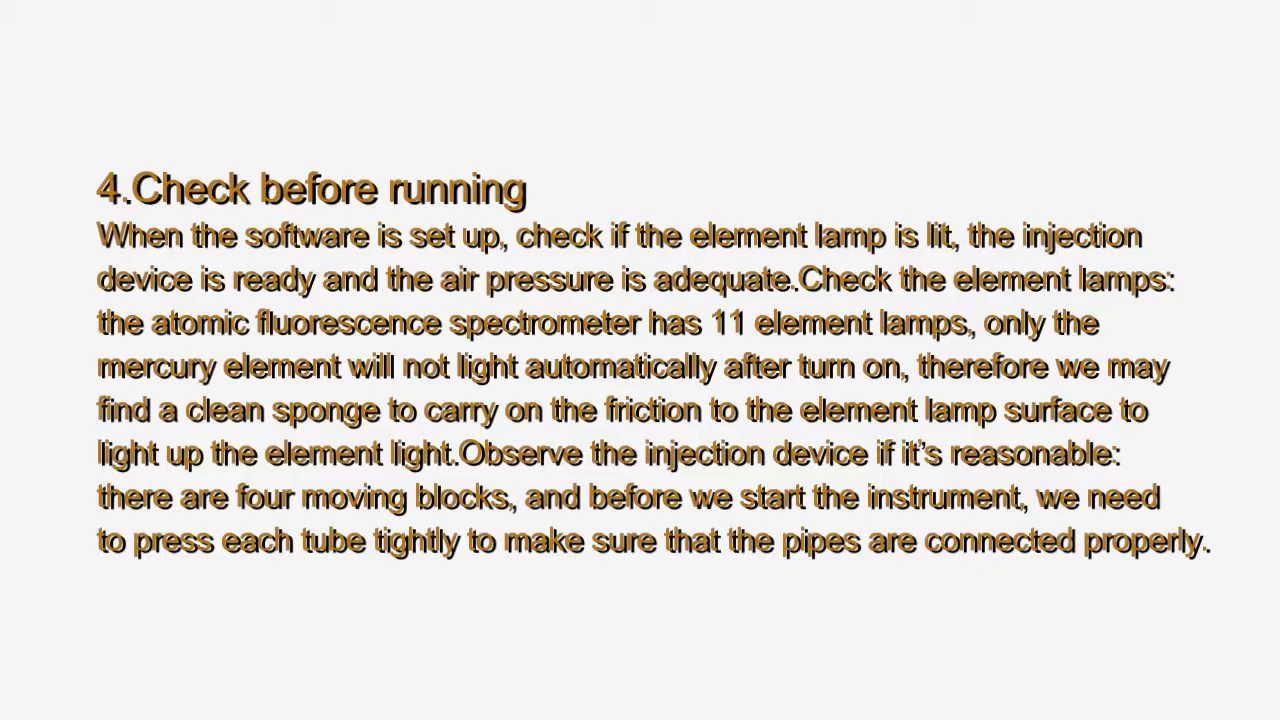 4.Check before running
When the software is set up, check if the element lamp is lit, the injection
device is ready and the air pressure is adequate.Check the element lamps:
the atomic fluorescence spectrometer has 11 element lamps, only the
mercury element will not light automatically after turn on, therefore we may
find a clean sponge to carry on the friction to the element lamp surface to
light up the element light.Observe the injection device if it’s reasonable:
there are four moving blocks, and before we start the instrument, we need
to press each tube tightly to make sure that the pipes are connected properly.